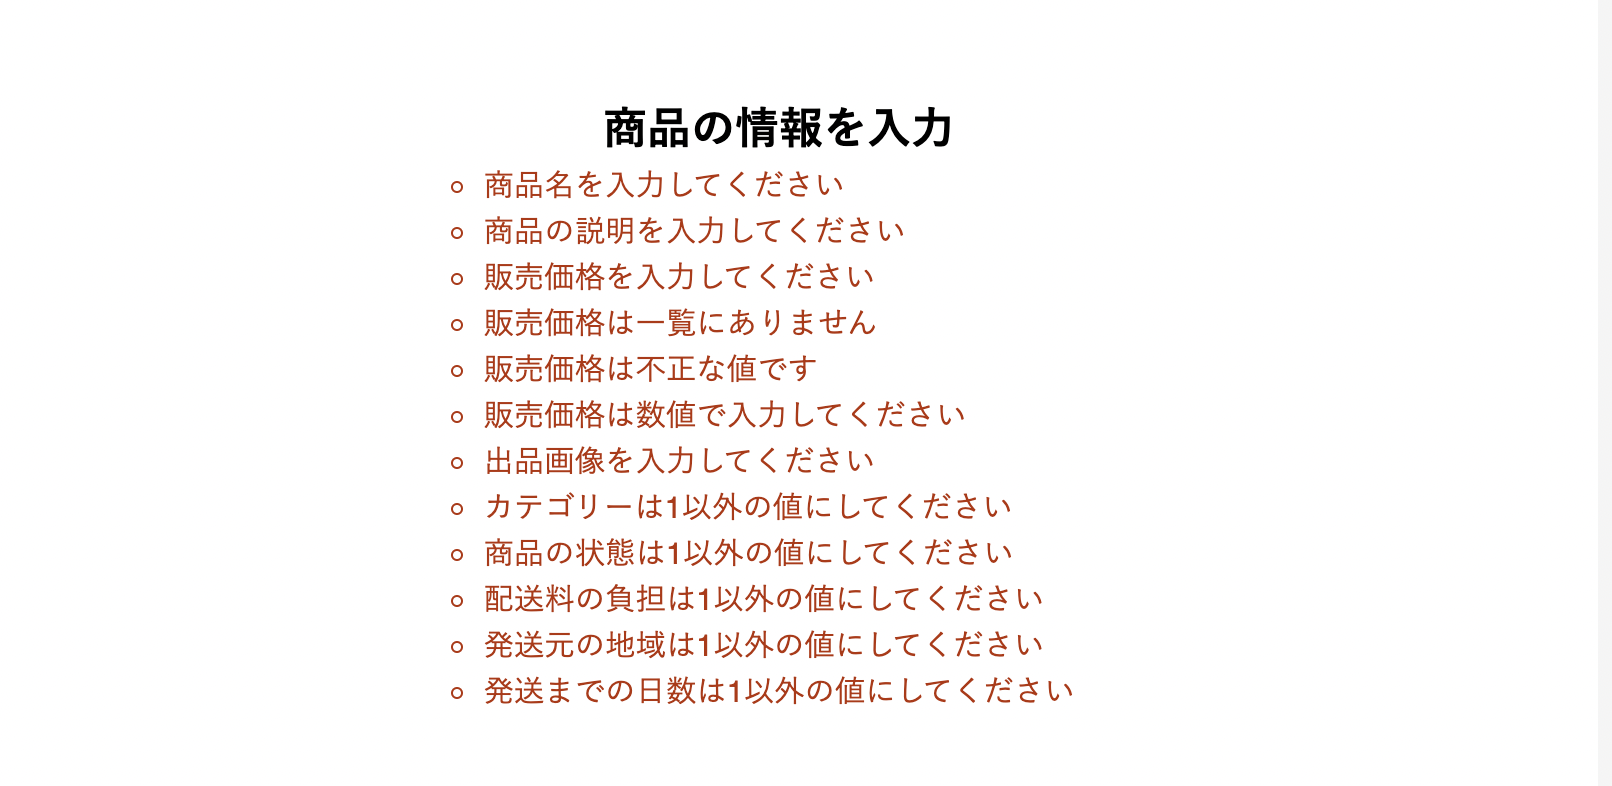 商品の情報を入力
商品名を入力してください
商品の説明を入力してください
販売価格を入力してください
販売価格は一覧にありません
販売価格は不正な値です
販売価格は数値で入力してください
出品画像を入力してください
カテゴリーは1以外の値にしてください
商品の状態は1以外の値にしてください
配送料の負担は1以外の値にしてください
発送元の地域は1以外の値にしてください
発送までの日数は1以外の値にしてください